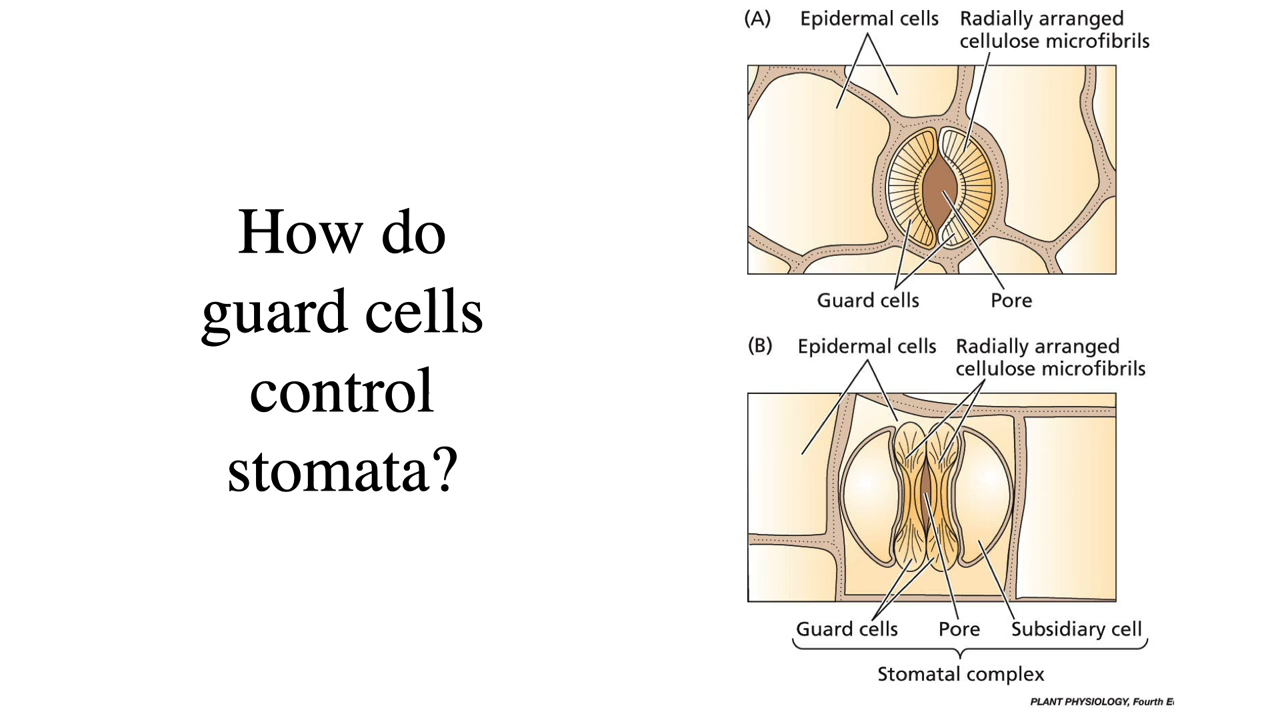 How do
guard cells
control
stomata?
(A)
Epidermal cells
Radially arranged
cellulose microfibrils
Guard cells
Pore
(B)
Epidermal cells
Radially arranged
cellulose microfibrils
Guard cells
Pore
Subsidiary cell
Stomatal complex
PLANT PHYSIOLOGY, Fourth